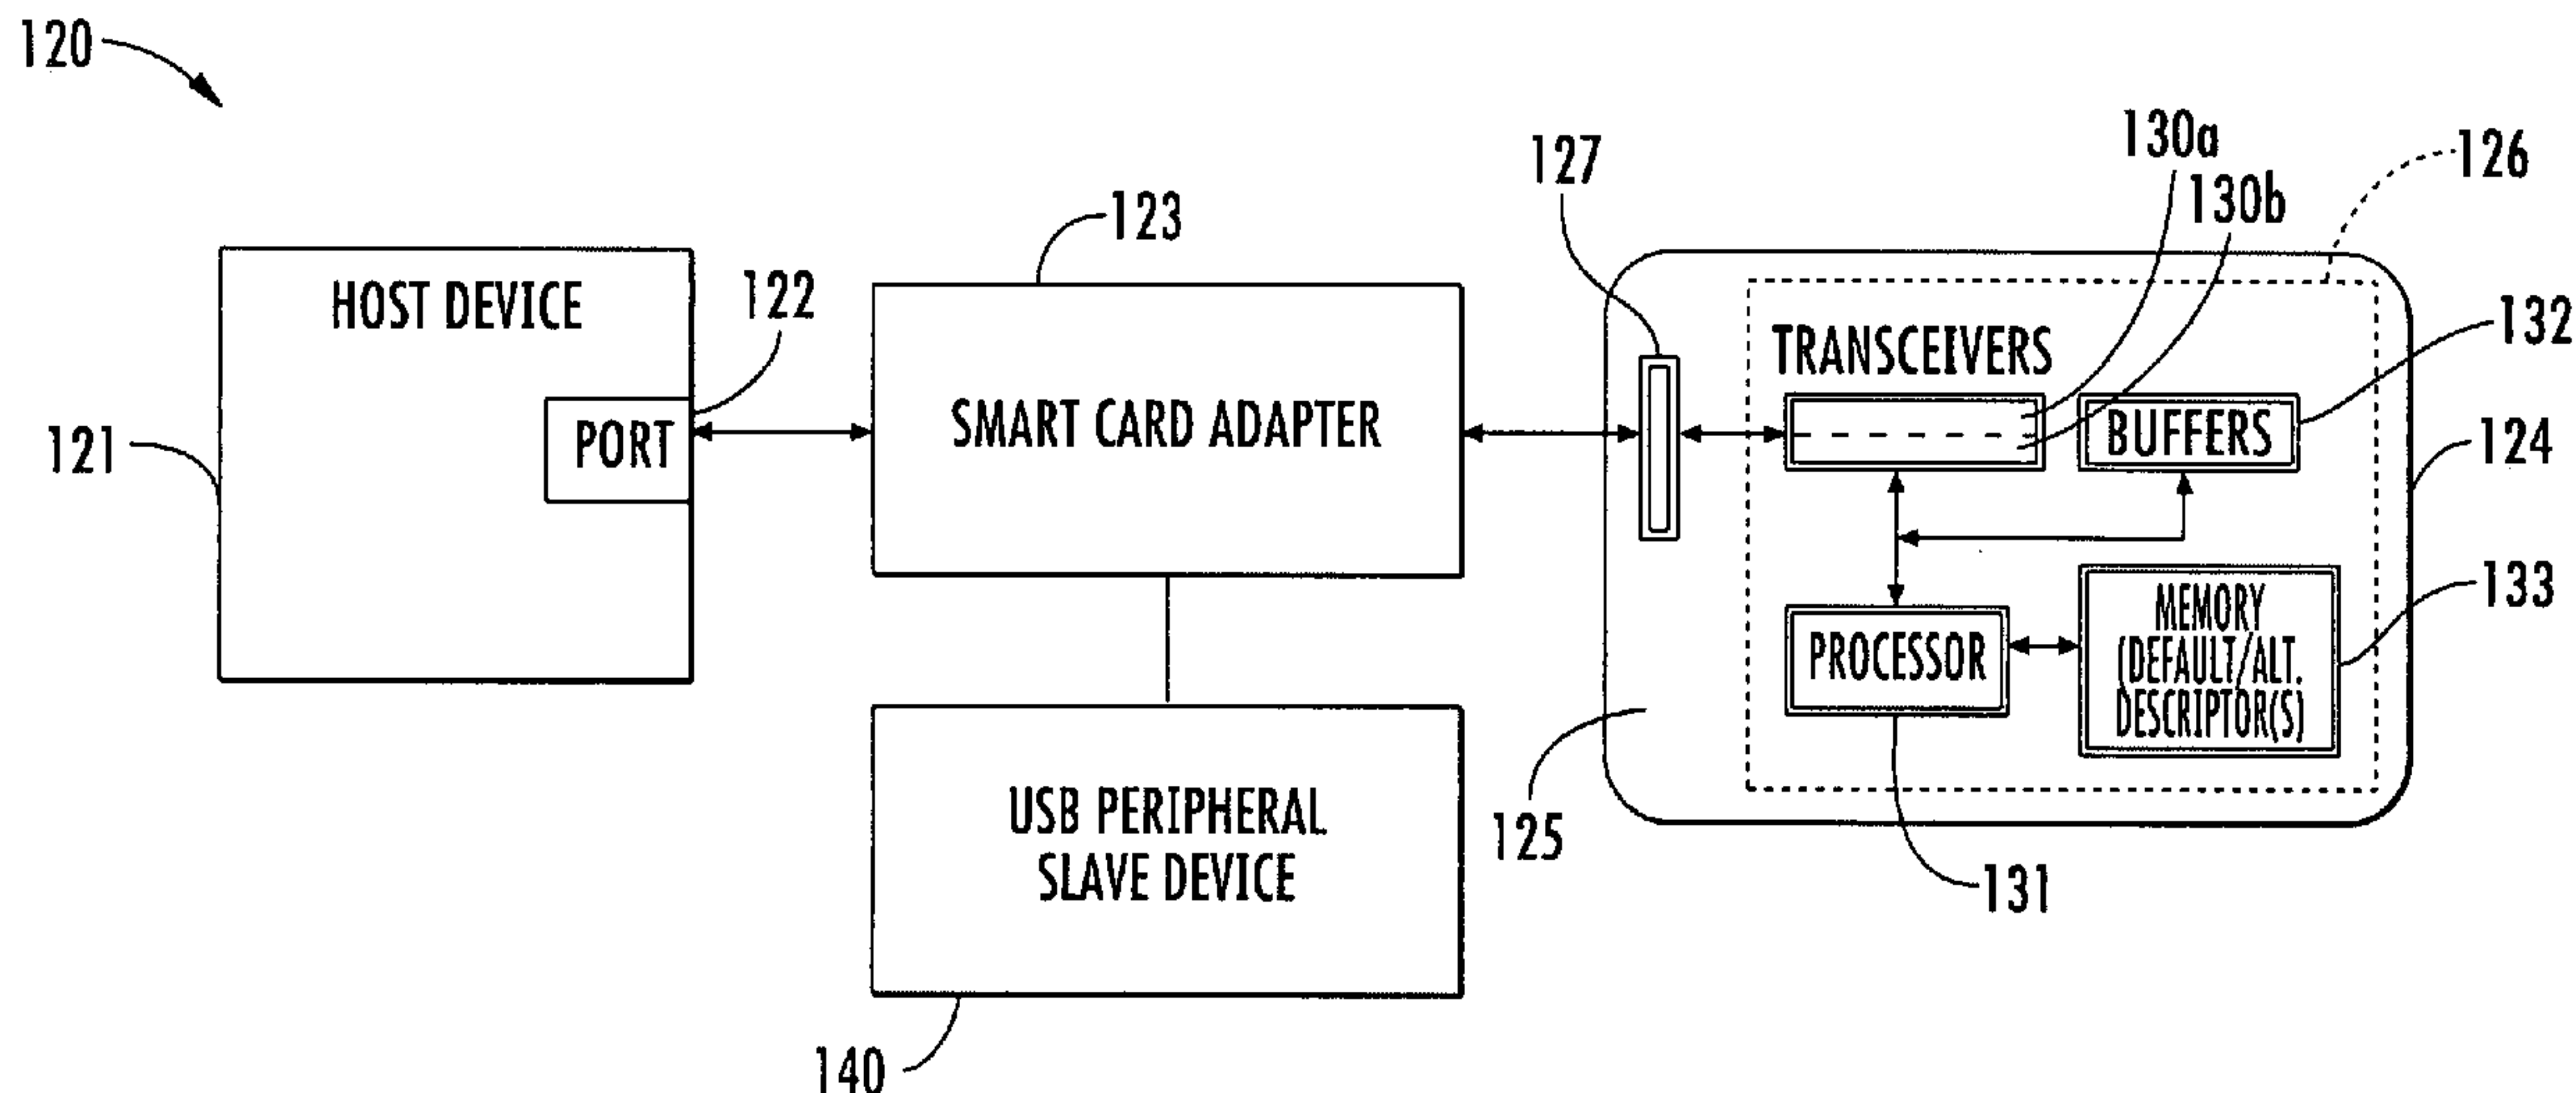 120
130a
127
126
130b
123
HOST DEVICE
122
132
TRANSCEIVERS
PORT
SMART CARD ADAPTER
BUFFERS
121
124
133
MEMORY
(DEFAULT/ALT.
DESCRIPTOR(S)
PROCESSOR
USB PERIPHERAL
SLAVE DEVICE
125
131
140